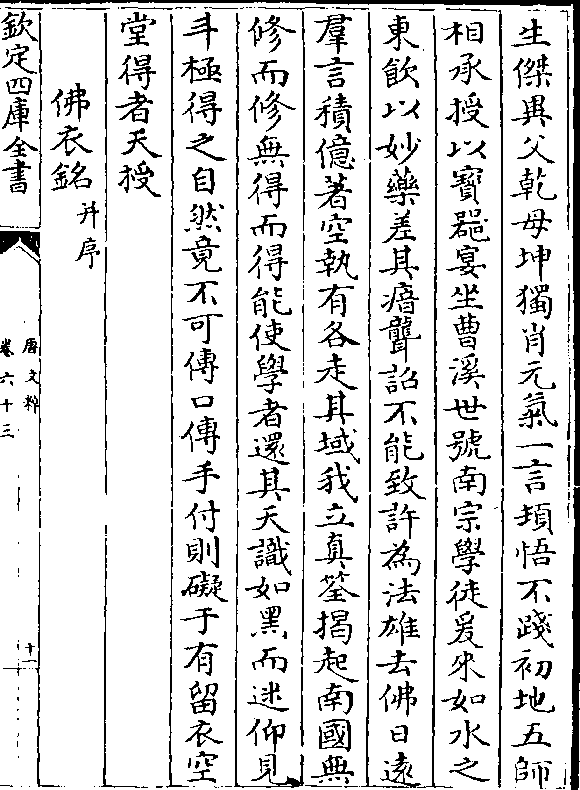 生傑異父乾母坤獨肖元氣一言頓悟不踐初地五師
相承授以寶器宴坐曹溪世號南宗學徒爰來如水之
東飲以妙藥差其瘖聾詔不能致許為法雄去佛日遠
羣言積億著空執有各走其域我立真筌揭起南國無
修而修無得而得能使學者還其天識如黑而迷仰見
斗極得之自然竟不可傳口傳手付則礙于有留衣空
堂得者天授
佛衣銘并序
欽定四庫全書
唐文粹
卷六十三
十一